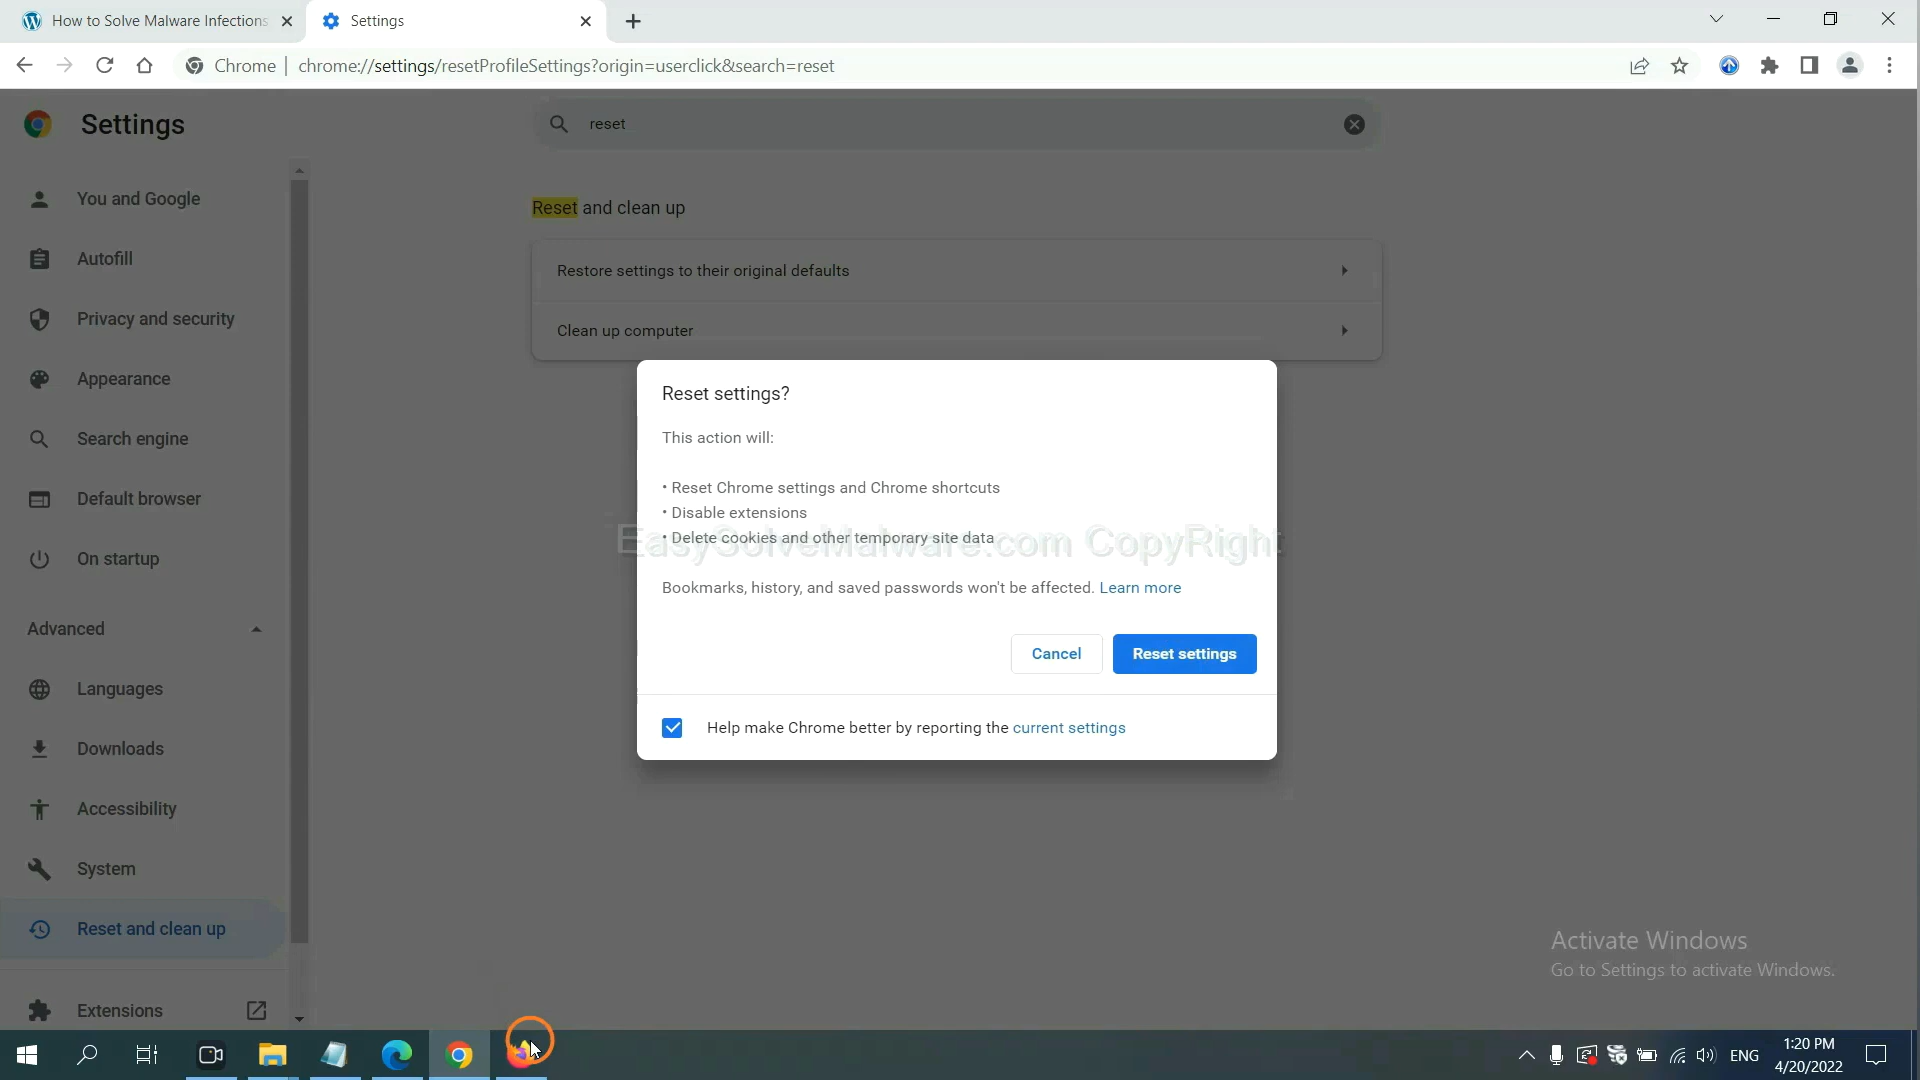 How to Solve Malware Infections
Settings
Chrome | chrome://settings/resetProfileSettings?origin=userclick&search=reset
Settings
reset
You and Google
Autofill
Privacy and security
Appearance
Search engine
Default browser
On startup
Advanced
Languages
Downloads
Accessibility
System
Reset and clean up
Extensions
Reset and clean up
Restore settings to their original defaults
Clean up computer
Reset settings?
This action will:
• Reset Chrome settings and Chrome shortcuts
• Disable extensions
• Delete cookies and other temporary site data
EasySolveMalware.com CopyRight
Bookmarks, history, and saved passwords won't be affected. Learn more
Cancel
Reset settings
Help make Chrome better by reporting the current settings
Activate Windows
Go to Settings to activate Windows.
ENG
1:20 PM
4/20/2022